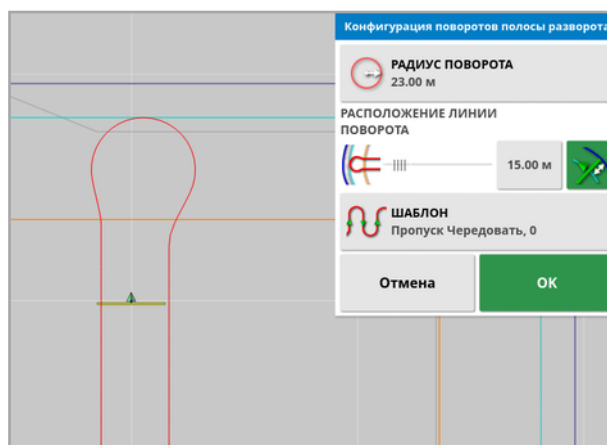 Конфигурация поворотов полосы разворота
РАДИУС ПОВОРОТА
23.00 м
РАСПОЛОЖЕНИЕ ЛИНИИ
ПОВОРОТА
15.00 м
ШАБЛОН
Пропуск Чередовать, 0
Отмена
OK